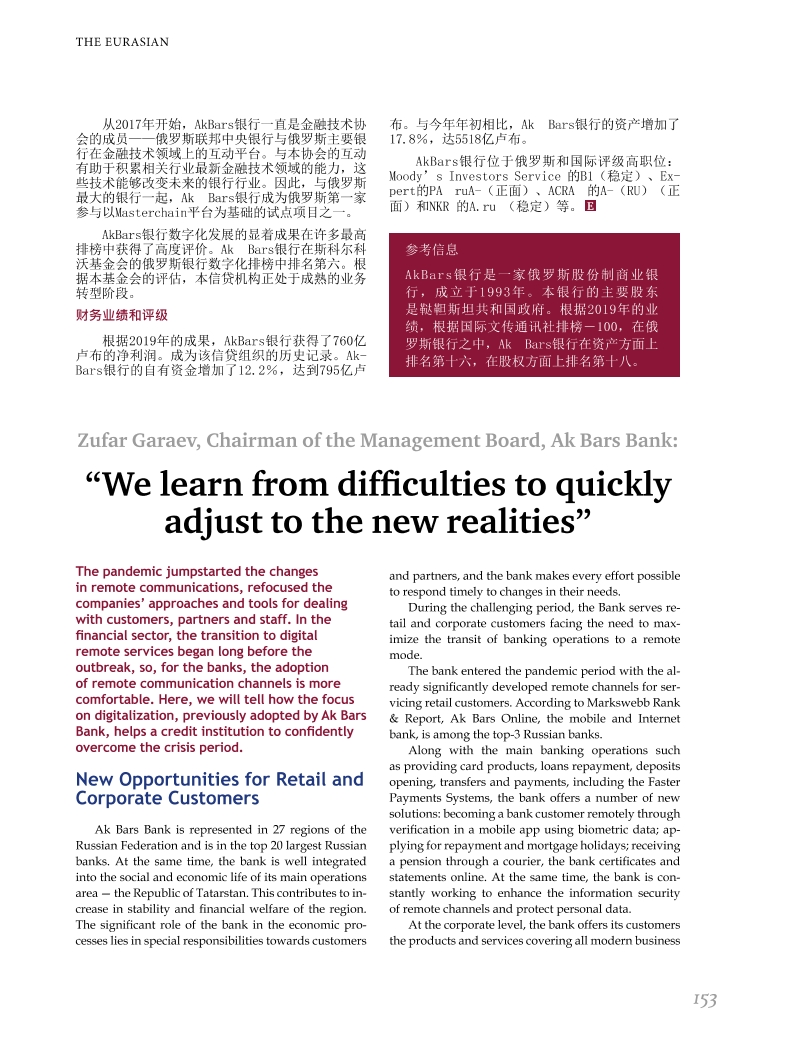 THE EURASIAN
从2017年开始，AkBars银行一直是金融技术协
会的成员——俄罗斯联邦中央银行与俄罗斯主要银
行在金融技术领域上的互动平台。与本协会的互动
有助于积累相关行业最新金融技术领域的能力，这
些技术能够改变未来的银行行业。因此，与俄罗斯
最大的银行一起，Ak Bars银行成为俄罗斯第一家
参与以Masterchain平台为基础的试点项目之一。
AkBars银行数字化发展的显着成果在许多最高
排榜中获得了高度评价。Ak Bars银行在斯科尔科
沃基金会的俄罗斯银行数字化排榜中排名第六。根
据本基金会的评估，本信贷机构正处于成熟的业务
转型阶段。
财务业绩和评级
根据2019年的成果，AkBars银行获得了760亿
卢布的净利润。成为该信贷组织的历史记录。Ak-
Bars银行的自有资金增加了12.2%，达到795亿卢
布。与今年年初相比，Ak Bars银行的资产增加了
17.8%，达5518亿卢布。
AkBars银行位于俄罗斯和国际评级高职位：
Moody’s Investors Service 的B1（稳定）、Ex-
pert的PA ruA-（正面）、ACRA 的A-（RU）（正
面）和NKR 的A.ru （稳定）等。 E
参考信息
AkBars银行是一家俄罗斯股份制商业银
行，成立于1993年。本银行的主要股东
是鞑靼斯坦共和国政府。根据2019年的业
绩，根据国际文传通讯社排榜－100，在俄
罗斯银行之中，Ak Bars银行在资产方面上
排名第十六，在股权方面上排名第十八。
Zufar Garaev, Chairman of the Management Board, Ak Bars Bank:
“We learn from difficulties to quickly
adjust to the new realities”
The pandemic jumpstarted the changes
in remote communications, refocused the
companies’ approaches and tools for dealing
with customers, partners and staff. In the
financial sector, the transition to digital
remote services began long before the
outbreak, so, for the banks, the adoption
of remote communication channels is more
comfortable. Here, we will tell how the focus
on digitalization, previously adopted by Ak Bars
Bank, helps a credit institution to confidently
overcome the crisis period.
New Opportunities for Retail and
Corporate Customers
Ak Bars Bank is represented in 27 regions of the
Russian Federation and is in the top 20 largest Russian
banks. At the same time, the bank is well integrated
into the social and economic life of its main operations
area — the Republic of Tatarstan. This contributes to in-
crease in stability and financial welfare of the region.
The significant role of the bank in the economic pro-
cesses lies in special responsibilities towards customers
and partners, and the bank makes every effort possible
to respond timely to changes in their needs.
During the challenging period, the Bank serves re-
tail and corporate customers facing the need to max-
imize the transit of banking operations to a remote
mode.
The bank entered the pandemic period with the al-
ready significantly developed remote channels for ser-
vicing retail customers. According to Markswebb Rank
& Report, Ak Bars Online, the mobile and Internet
bank, is among the top-3 Russian banks.
Along with the main banking operations such
as providing card products, loans repayment, deposits
opening, transfers and payments, including the Faster
Payments Systems, the bank offers a number of new
solutions: becoming a bank customer remotely through
verification in a mobile app using biometric data; ap-
plying for repayment and mortgage holidays; receiving
a pension through a courier, the bank certificates and
statements online. At the same time, the bank is con-
stantly working to enhance the information security
of remote channels and protect personal data.
At the corporate level, the bank offers its customers
the products and services covering all modern business
153